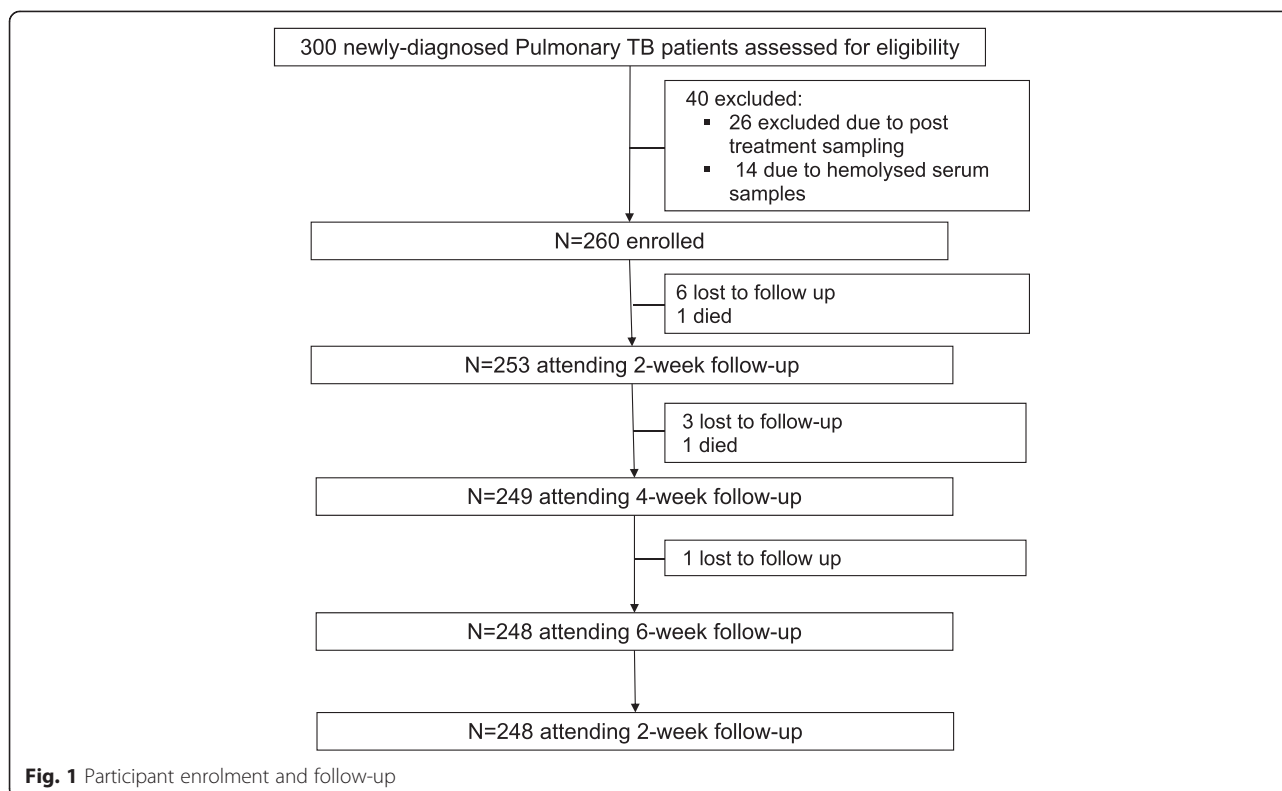 300 newly-diagnosed Pulmonary TB patients assessed for eligibility
40 excluded:
▪ 26 excluded due to post
treatment sampling
▪ 14 due to hemolysed serum
samples
N=260 enrolled
6 lost to follow up
1 died
N=253 attending 2-week follow-up
3 lost to follow-up
1 died
N=249 attending 4-week follow-up
1 lost to follow up
N=248 attending 6-week follow-up
N=248 attending 2-week follow-up
Fig. 1 Participant enrolment and follow-up